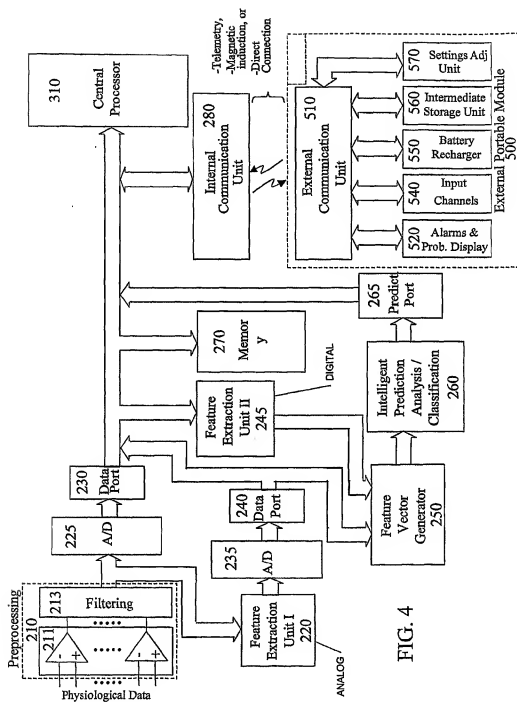 Preprocessing
210
211
213
Filtering
- +
- +
Physiological Data
225
A/D
230
Data
Port
310
Central
Processor
-Telemetry,
-Magnetic
induction, or
-Direct
Connection
280
Internal
Communication
Unit
270
Memor
y
Feature
Extraction
Unit II
245
DIGITAL
240
Data
Port
235
A/D
Feature
Extraction
Unit I
220
ANALOG
Feature
Vector
Generator
250
Intelligent
Prediction
Analysis /
Classification
260
265
Predict
Port
510
External
Communication
Unit
570
Settings Adj
Unit
560
Intermediate
Storage Unit
550
Battery
Recharger
540
Input
Channels
520
Alarms &
Prob. Display
External Portable Module
500
FIG. 4